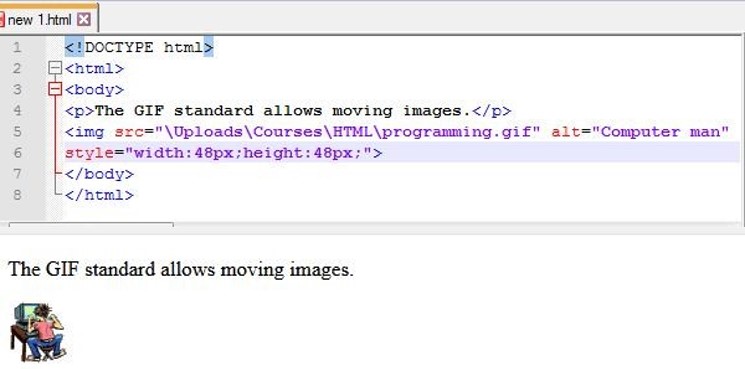 new 1.html
1 <!DOCTYPE html>
2 <html>
3 <body>
4 <p>The GIF standard allows moving images.</p>
5 <img src="\Uploads\Courses\HTML\programming.gif" alt="Computer man"
6 style="width:48px;height:48px;">
7 </body>
8 </html>
The GIF standard allows moving images.